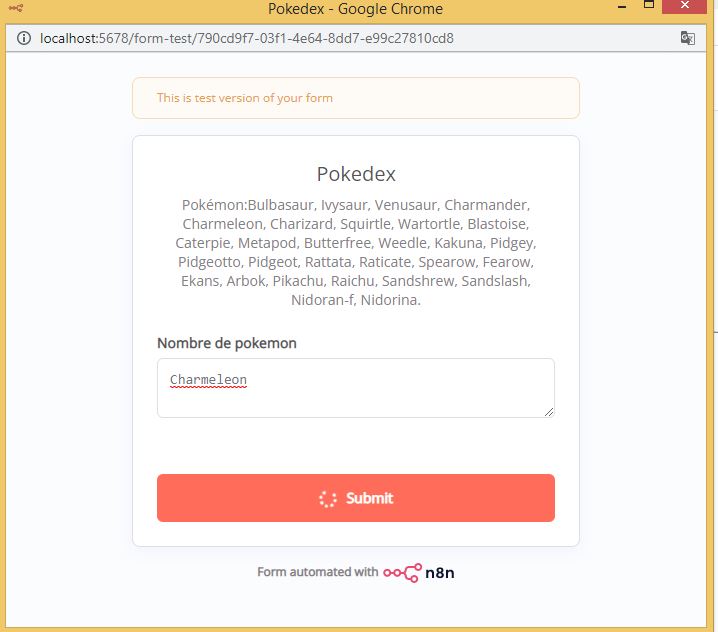 Pokedex - Google Chrome
localhost:5678/form-test/790cd9f7-03f1-4e64-8dd7-e99c27810cd8
This is test version of your form
Pokedex
Pokémon:Bulbasaur, Ivysaur, Venusaur, Charmander,
Charmeleon, Charizard, Squirtle, Wartortle, Blastoise,
Caterpie, Metapod, Butterfree, Weedle, Kakuna, Pidgey,
Pidgeotto, Pidgeot, Rattata, Raticate, Spearow, Fearow,
Ekans, Arbok, Pikachu, Raichu, Sandshrew, Sandslash,
Nidoran-f, Nidorina.
Nombre de pokemon
Charmeleon
Submit
Form automated with n8n